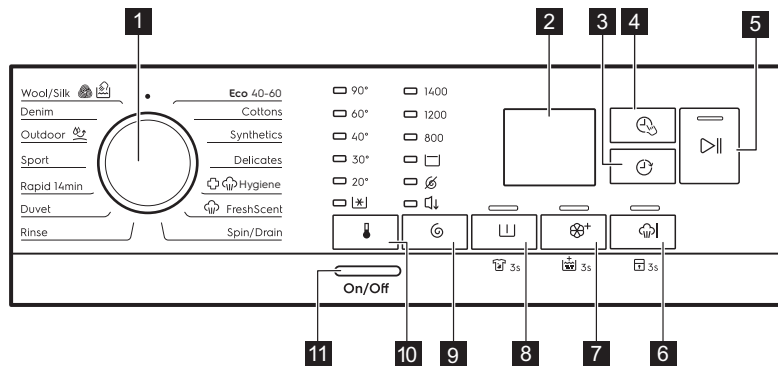 1 2 3 4 5
Wool/Silk Eco 40-60 90° 1400
Denim Cottons 60° 1200
Outdoor Synthetics 40° 800
Sport Delicates 30°
Rapid 14min Hygiene 20°
Duvet FreshScent
Rinse Spin/Drain
3s 3s 3s
On/Off
11 10 9 8 7 6